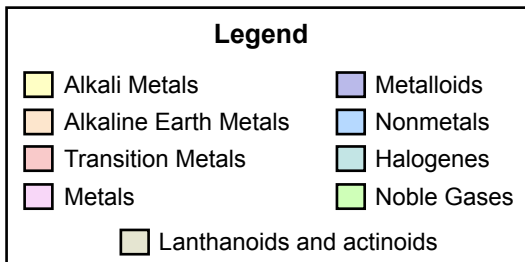 Legend
Alkali Metals
Alkaline Earth Metals
Transition Metals
Metals
Metalloids
Nonmetals
Halogenes
Noble Gases
Lanthanoids and actinoids